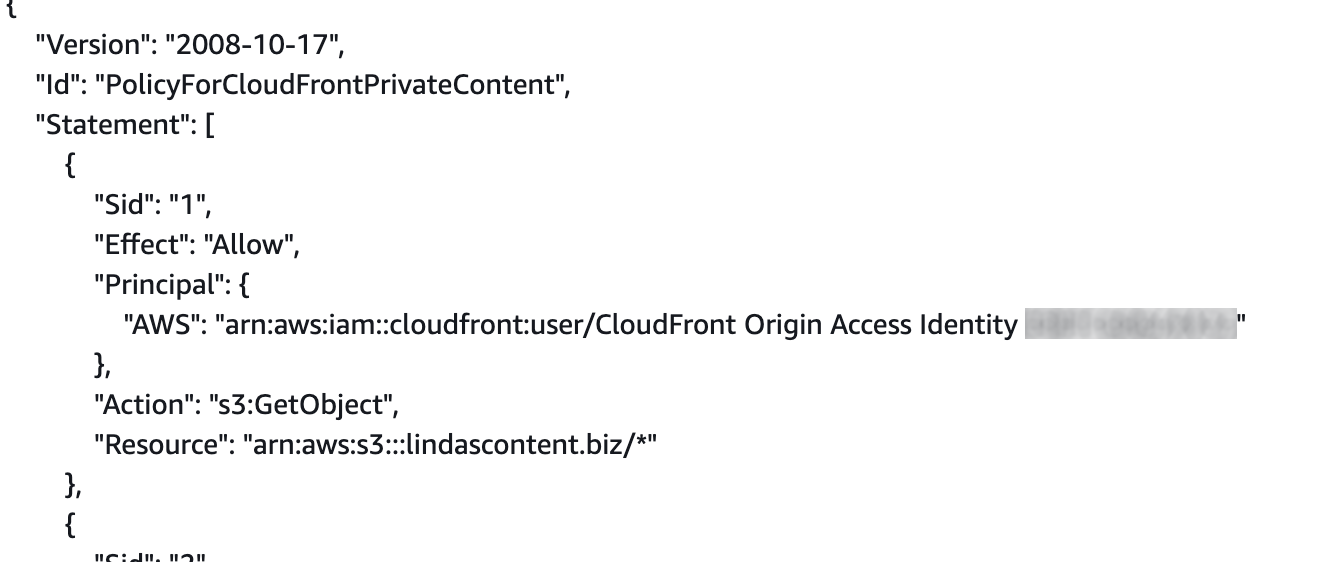 {
"Version": "2008-10-17",
"Id": "PolicyForCloudFrontPrivateContent",
"Statement": [
{
"Sid": "1",
"Effect": "Allow",
"Principal": {
"AWS": "arn:aws:iam::cloudfront:user/CloudFront Origin Access Identity "
},
"Action": "s3:GetObject",
"Resource": "arn:aws:s3:::lindascontent.biz/*"
},
{
"Sid": "2"